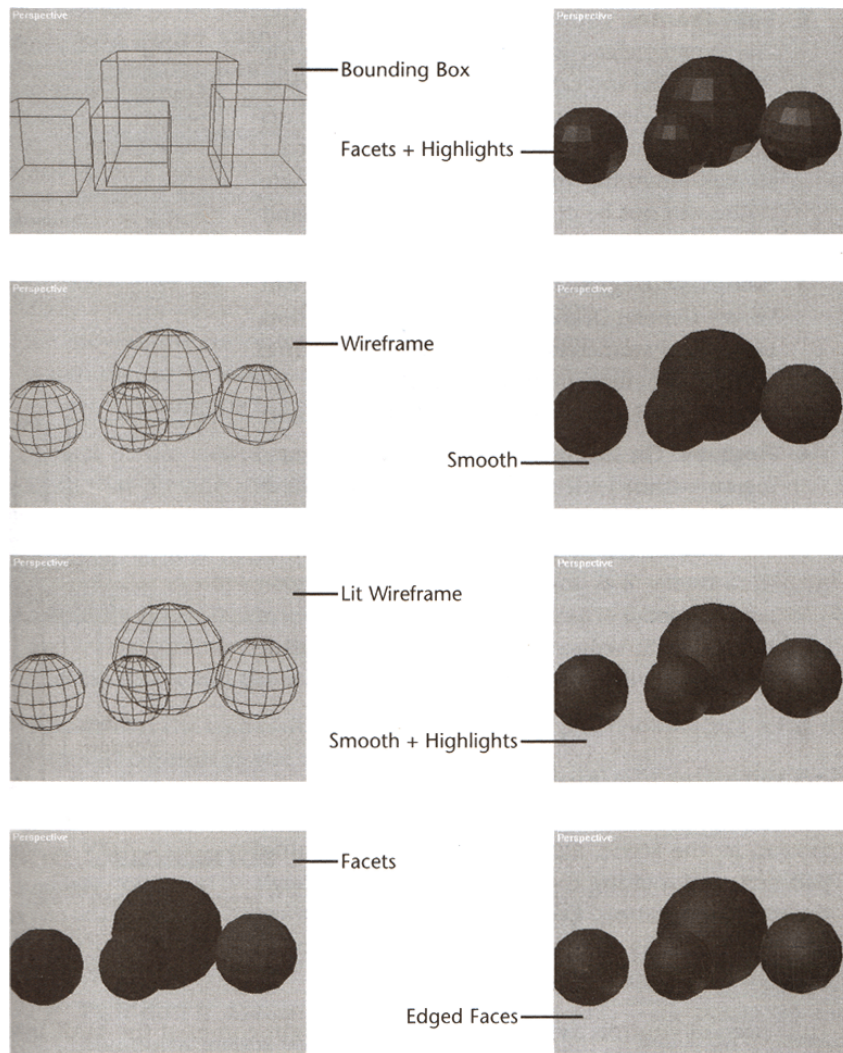 Perspective
Perspective
Bounding Box
Facets + Highlights
Perspective
Perspective
Wireframe
Smooth
Perspective
Perspective
Lit Wireframe
Smooth + Highlights
Perspective
Perspective
Facets
Edged Faces